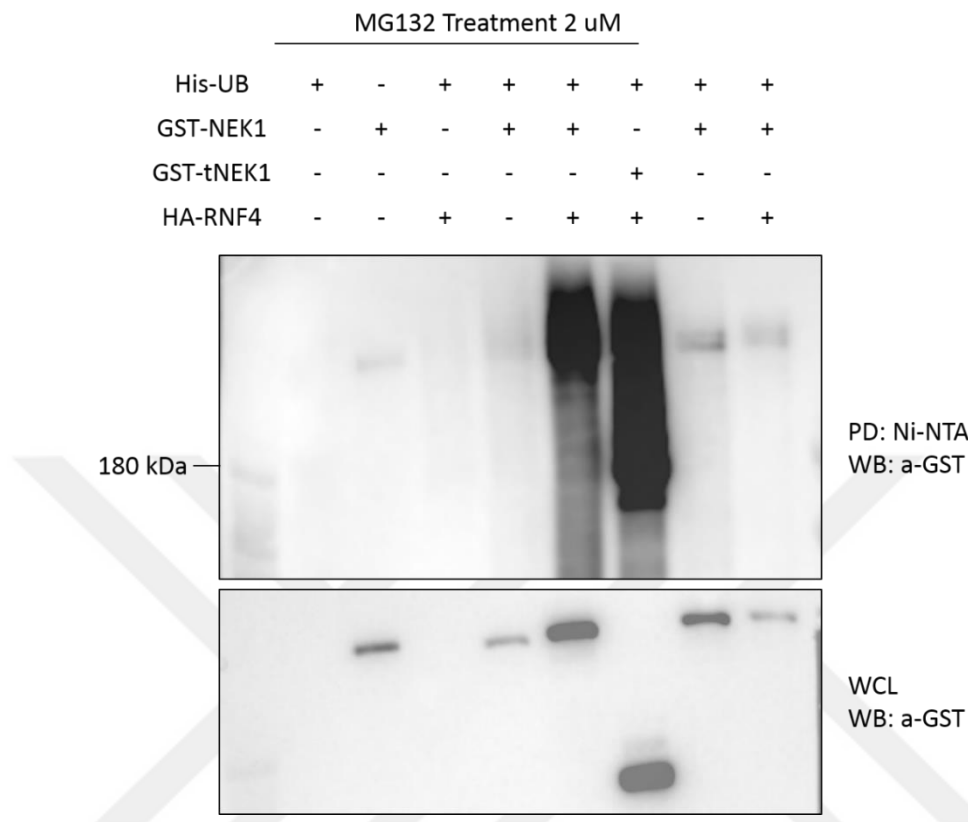 MG132 Treatment 2 uM
His-UB + - + + + + + +
GST-NEK1 - + - + + - + +
GST-tNEK1 - - - - - + - -
HA-RNF4 - - + - + + - +
180 kDa
PD: Ni-NTA
WB: a-GST
WCL
WB: a-GST